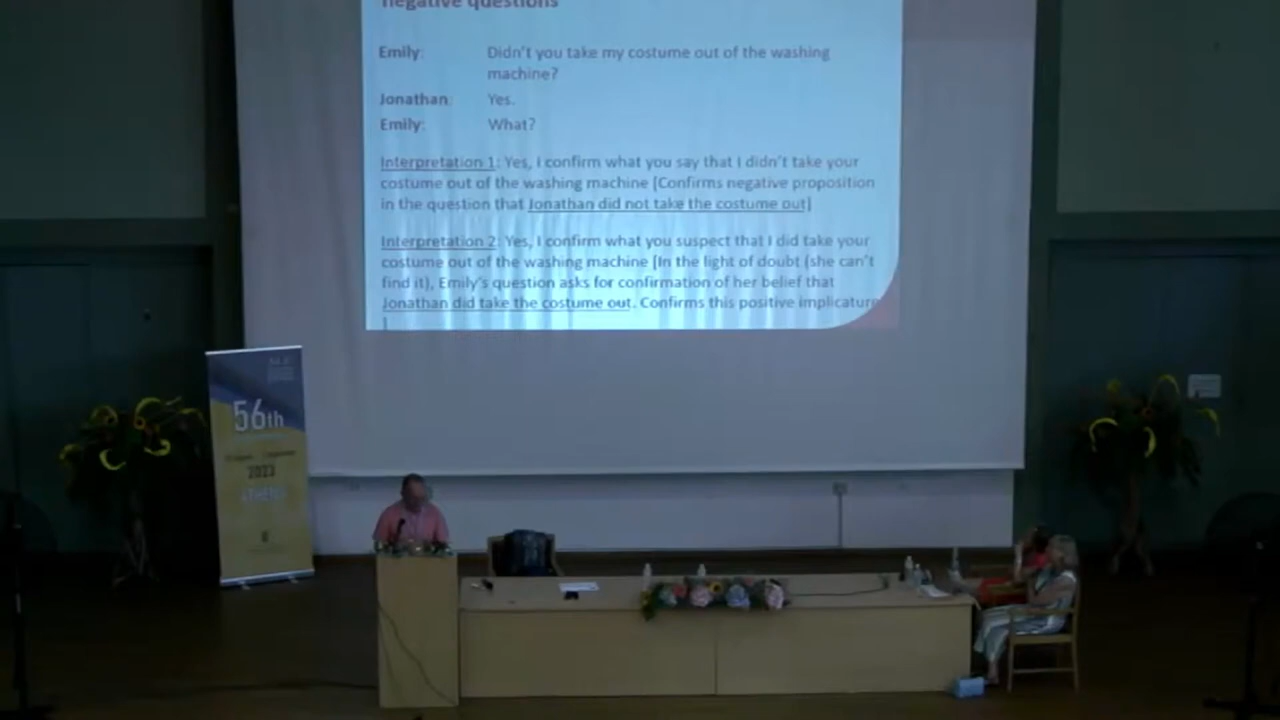 negative questions
Emily: Didn't you take my costume out of the washing
machine?
Jonathan: Yes.
Emily: What?
Interpretation 1: Yes, I confirm what you say that I didn't take your
costume out of the washing machine [Confirms negative proposition
in the question that Jonathan did not take the costume out]
Interpretation 2: Yes, I confirm what you suspect that I did take your
costume out of the washing machine [In the light of doubt (she can't
find it), Emily's question asks for confirmation of her belief that
Jonathan did take the costume out. Confirms this positive implicature
]
56th
2023
ATHENS